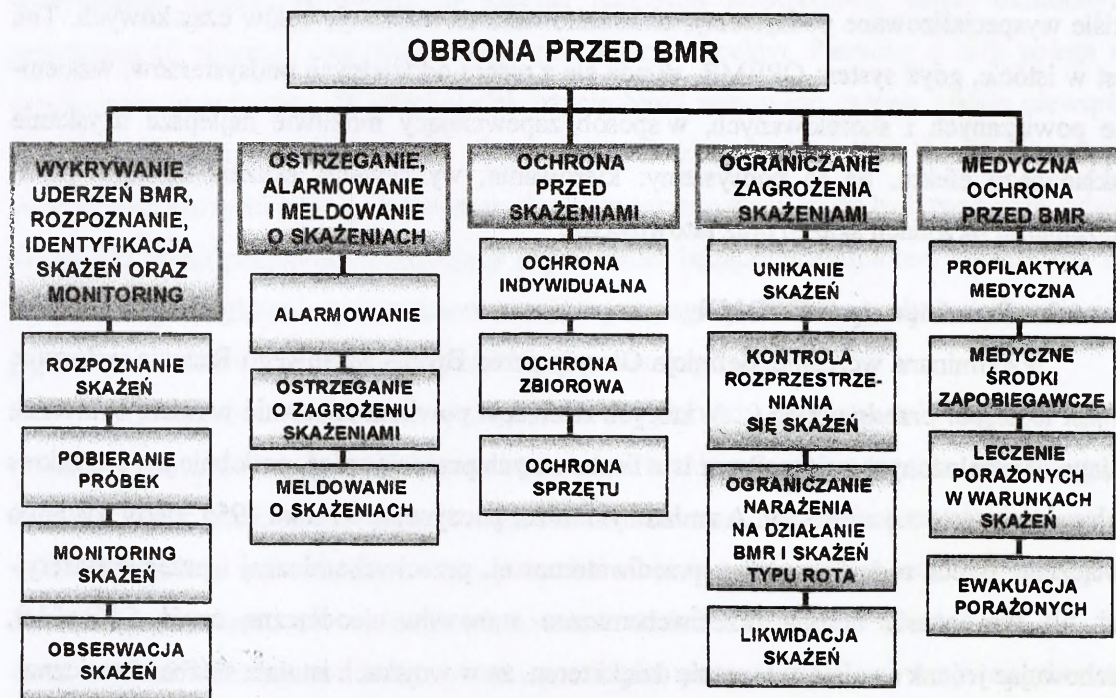 OBRONA PRZED BMR
WYKRYWANIE
UDERZEŃ BMR,
ROZPOZNANIE,
IDENTYFIKACJA
SKAŻEŃ ORAZ
MONITORING
ROZPOZNANIE
SKAŻEŃ
POBIERANIE
PRÓBEK
MONITORING
SKAŻEŃ
OBSERWACJA
SKAŻEŃ
OSTRZEGANIE,
ALARMOWANIE
I MELDOWANIE
O SKAŻENIACH
ALARMOWANIE
OSTRZEGANIE
O ZAGROŻENIU
SKAŻENIAMI
MELDOWANIE
O SKAŻENIACH
OCHRONA
PRZED
SKAŻENIAMI
OCHRONA
INDYWIDUALNA
OCHRONA
ZBIOROWA
OCHRONA
SPRZĘTU
OGRANICZANIE
ZAGROŻENIA
SKAŻENIAMI
UNIKANIE
SKAŻEŃ
KONTROLA
ROZPRZESTRZE-
NIANIA
SIĘ SKAŻEŃ
OGRANICZANIE
NARAŻENIA
NA DZIAŁANIE
BMR I SKAŻEŃ
TYPU ROTA
LIKWIDACJA
SKAŻEŃ
MEDYCZNA
OCHRONA
PRZED BMR
PROFILAKTYKA
MEDYCZNA
MEDYCZNE
ŚRODKI
ZAPOBIEGAWCZE
LECZENIE
PORAŻONYCH
W WARUNKACH
SKAŻEŃ
EWAKUACJA
PORAŻONYCH